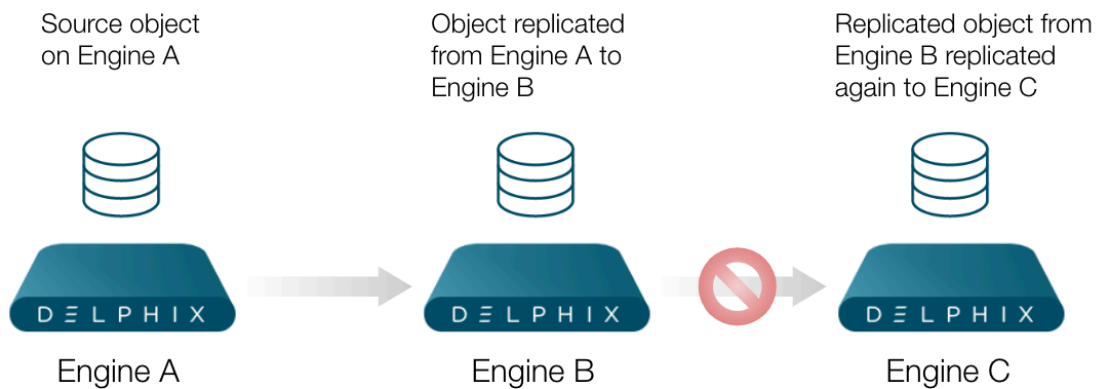 Source object
on Engine A
Object replicated
from Engine A to
Engine B
Replicated object from
Engine B replicated
again to Engine C
DELPHIX
DELPHIX
DELPHIX
Engine A
Engine B
Engine C